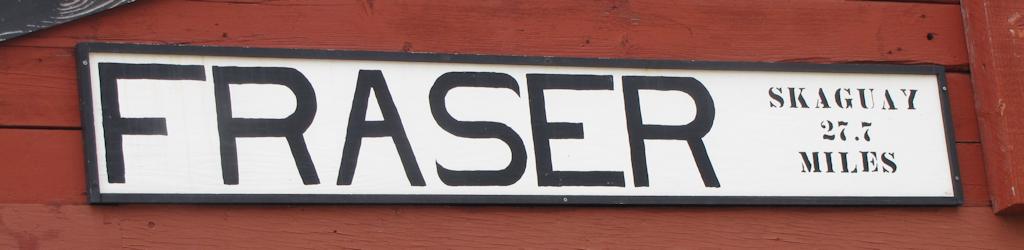 FRASER
SKAGUAY
27.7
MILES